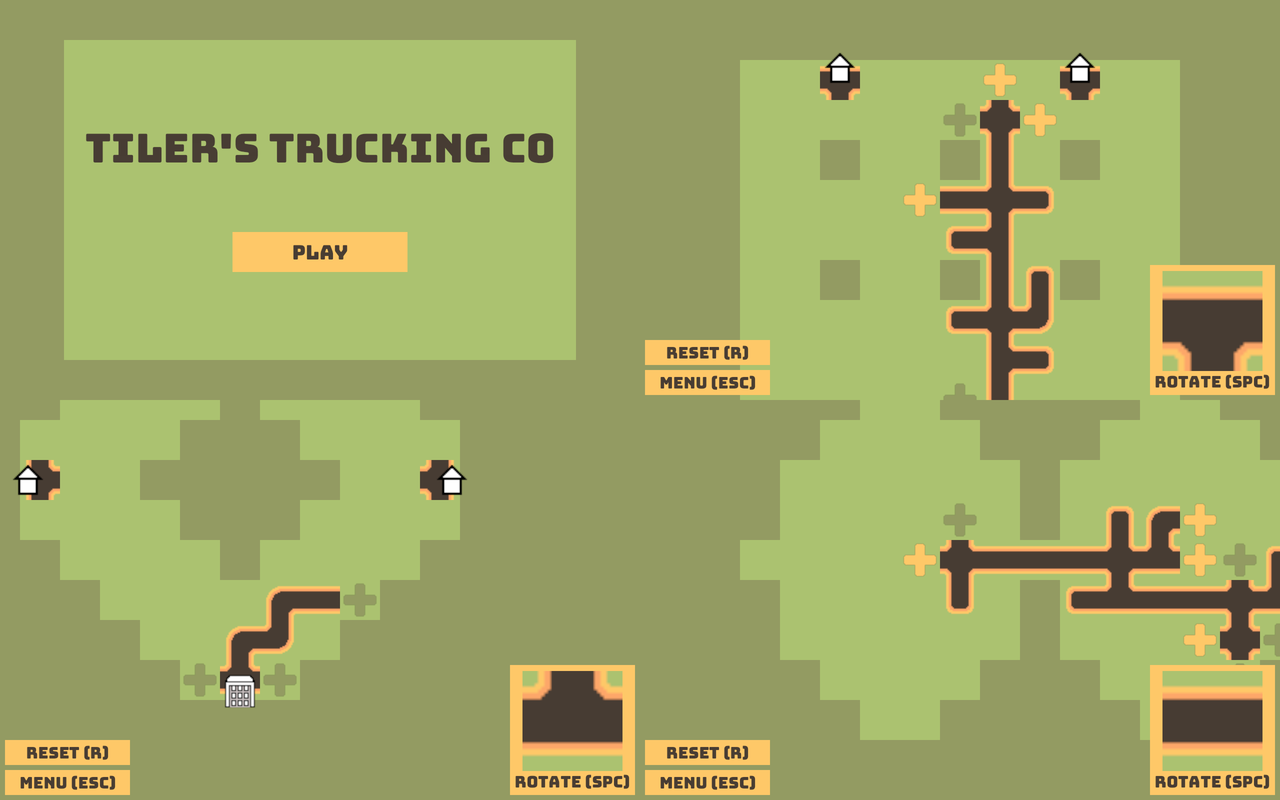 TILER'S TRUCKING CO
PLAY
RESET (R)
MENU (ESC)
ROTATE (SPC)
RESET (R)
MENU (ESC)
ROTATE (SPC)
RESET (R)
MENU (ESC)
ROTATE (SPC)